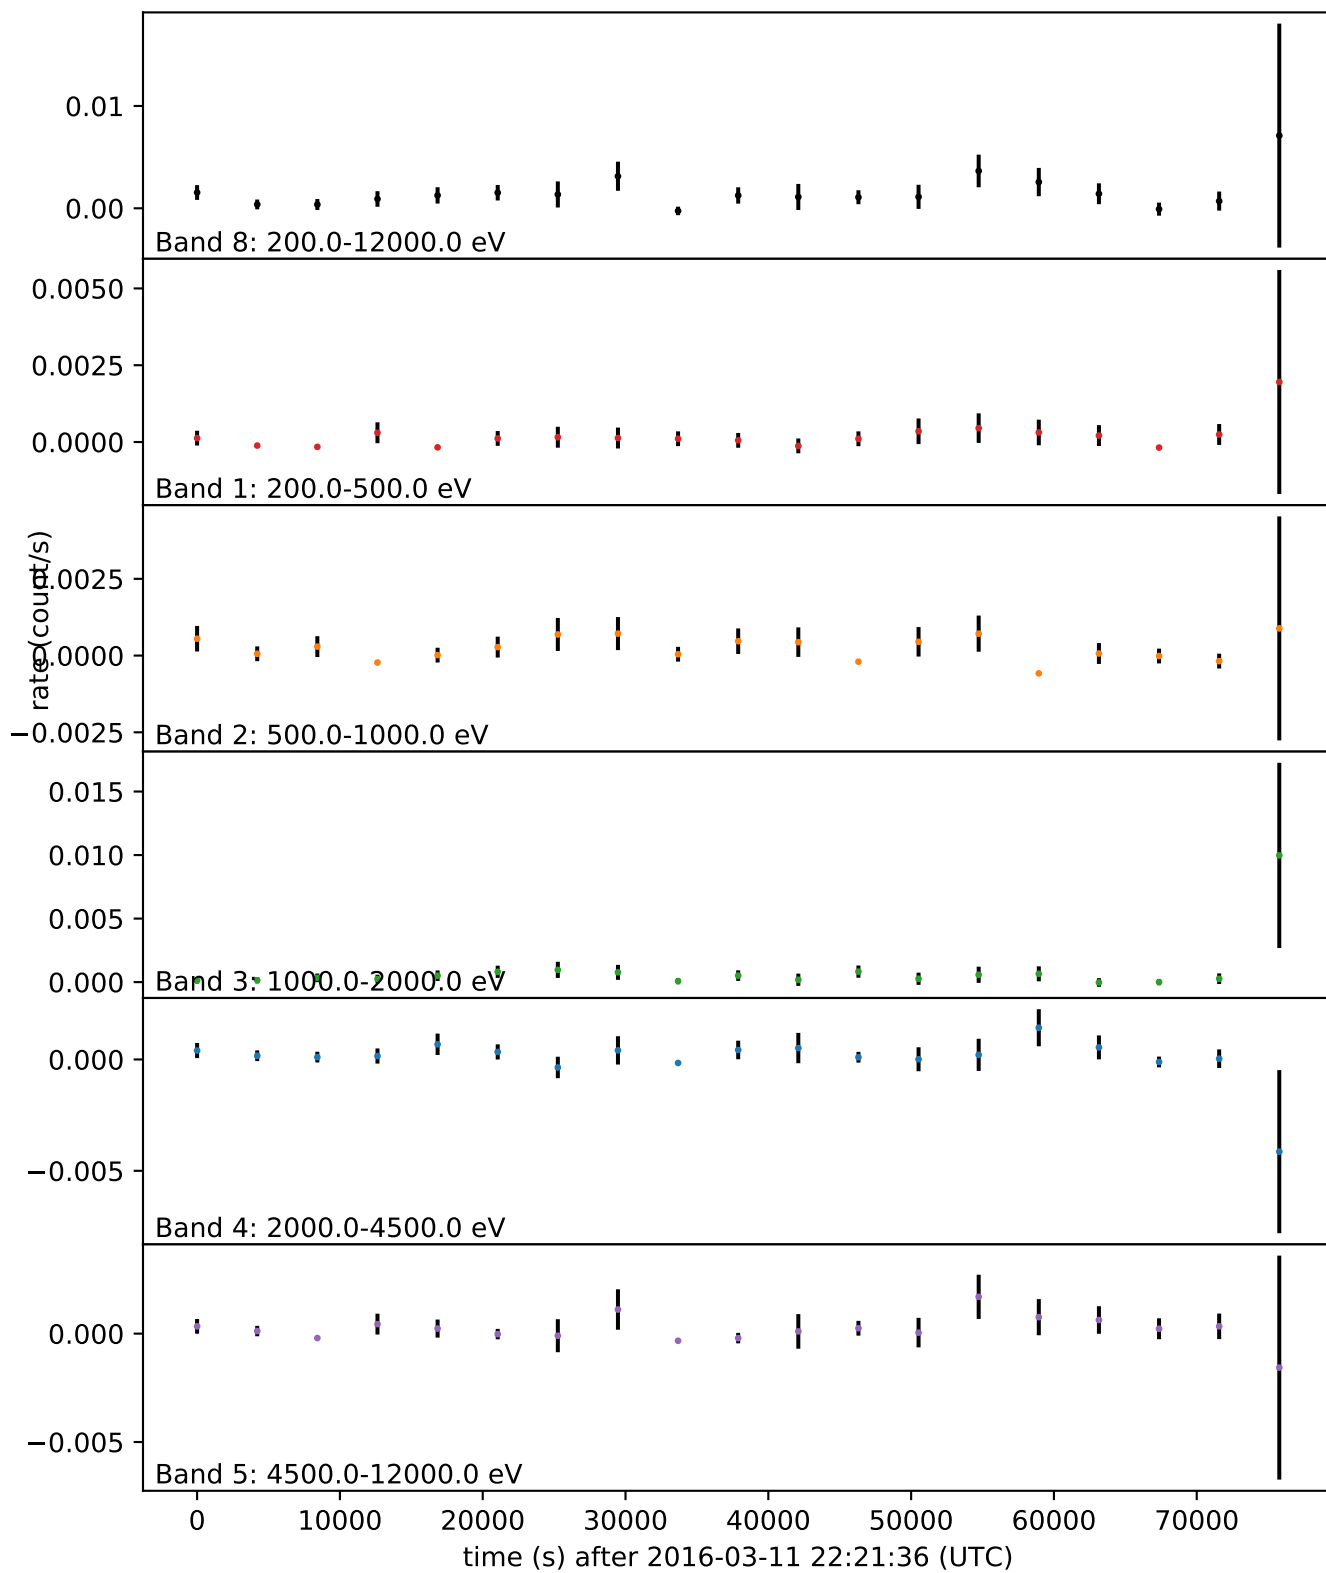 0.01
0.00
Band 8: 200.0-12000.0 eV
0.0050
0.0025
0.0000
Band 1: 200.0-500.0 eV
rate (count/s)
0.0025
0.0000
−0.0025
Band 2: 500.0-1000.0 eV
0.015
0.010
0.005
0.000
Band 3: 1000.0-2000.0 eV
0.000
−0.005
Band 4: 2000.0-4500.0 eV
0.000
−0.005
Band 5: 4500.0-12000.0 eV
0 10000 20000 30000 40000 50000 60000 70000
time (s) after 2016-03-11 22:21:36 (UTC)